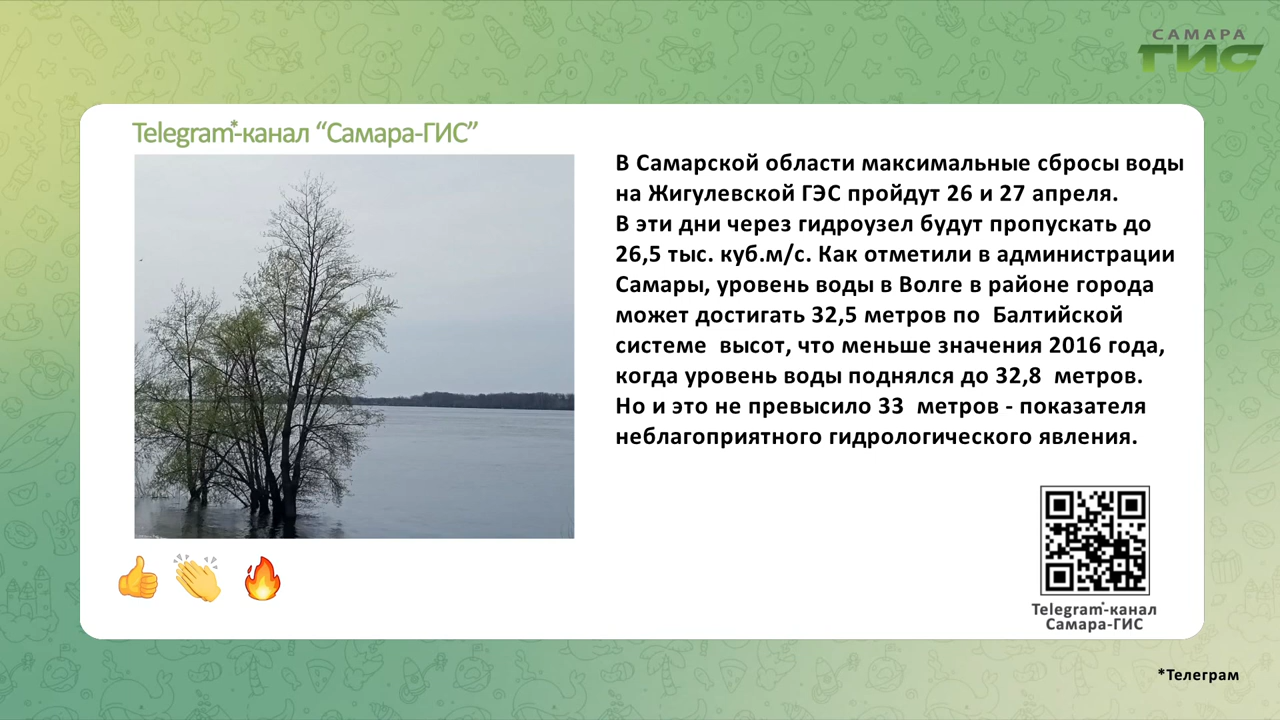 САМАРА
ГИС
Telegram*-канал “Самара-ГИС”
В Самарской области максимальные сбросы воды
на Жигулевской ГЭС пройдут 26 и 27 апреля.
В эти дни через гидроузел будут пропускать до
26,5 тыс. куб.м/с. Как отметили в администрации
Самары, уровень воды в Волге в районе города
может достигать 32,5 метров по  Балтийской
системе  высот, что меньше значения 2016 года,
когда уровень воды поднялся до 32,8  метров.
Но и это не превысило 33  метров - показателя
неблагоприятного гидрологического явления.
Telegram*-канал
Самара-ГИС
*Телеграм